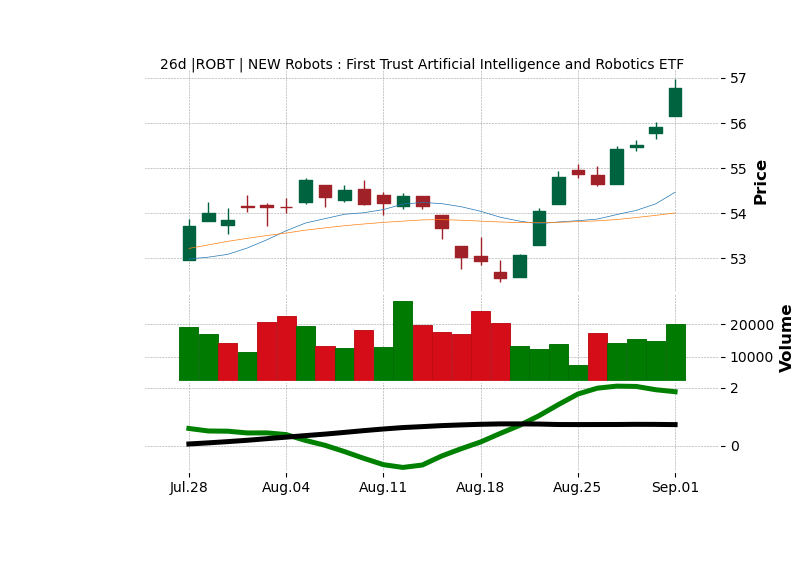 26d |ROBT | NEW Robots : First Trust Artificial Intelligence and Robotics ETF
57
56
55
54
53
Price
20000
10000
Volume
2
0
Jul.28 Aug.04 Aug.11 Aug.18 Aug.25 Sep.01